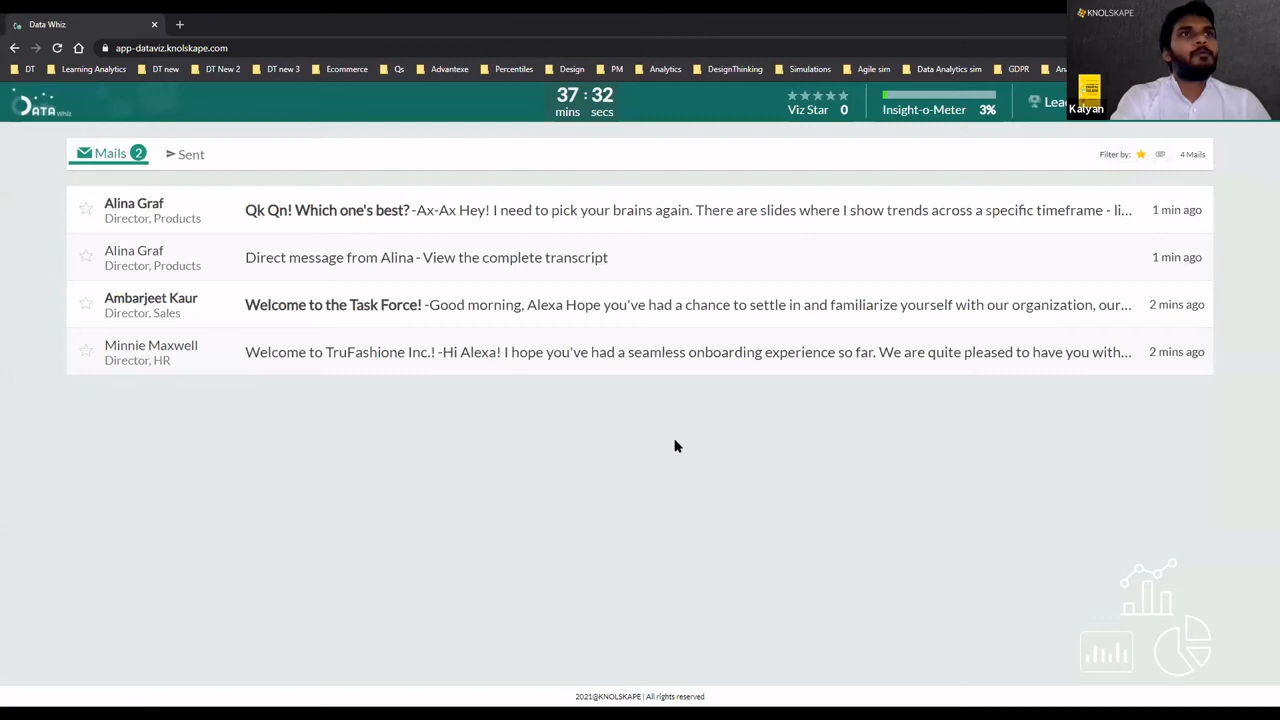 Data Whiz
KNOLSKAPE
app-dataviz.knolskape.com
DT
Learning Analytics
DT new
DT New 2
DT new 3
Ecommerce
Qs
Advantexe
Percentiles
Design
PM
Analytics
DesignThinking
Simulations
Agile sim
Data Analytics sim
GDPR
An
DATA Whiz
37 : 32
mins secs
Viz Star 0
Insight-o-Meter 3%
Lea
Kalyan
Mails 2
Sent
Filter by:
4 Mails
Alina Graf
Director, Products
Qk Qn! Which one's best? -Ax-Ax Hey! I need to pick your brains again. There are slides where I show trends across a specific timeframe - li...
1 min ago
Alina Graf
Director, Products
Direct message from Alina - View the complete transcript
1 min ago
Ambarjeet Kaur
Director, Sales
Welcome to the Task Force! -Good morning, Alexa Hope you've had a chance to settle in and familiarize yourself with our organization, our...
2 mins ago
Minnie Maxwell
Director, HR
Welcome to TruFashione Inc.! -Hi Alexa! I hope you've had a seamless onboarding experience so far. We are quite pleased to have you with...
2 mins ago
2021@KNOLSKAPE | All rights reserved